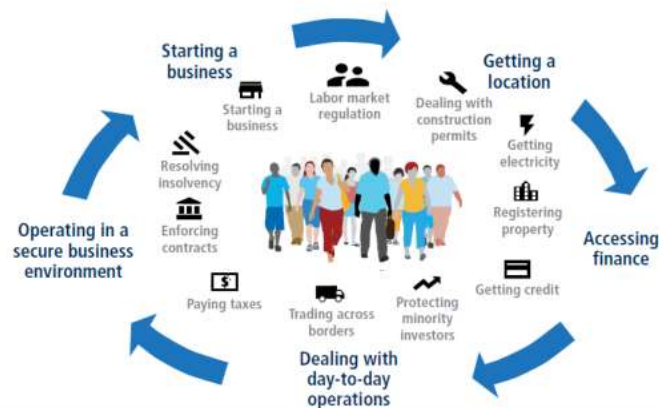 Starting a
business
Getting a
location
Starting a
business
Labor market
regulation
Dealing with
construction
permits
Getting
electricity
Resolving
insolvency
Registering
property
Enforcing
contracts
Operating in a
secure business
environment
Accessing
finance
Paying taxes
Trading across
borders
Protecting
minority
investors
Getting credit
Dealing with
day-to-day
operations